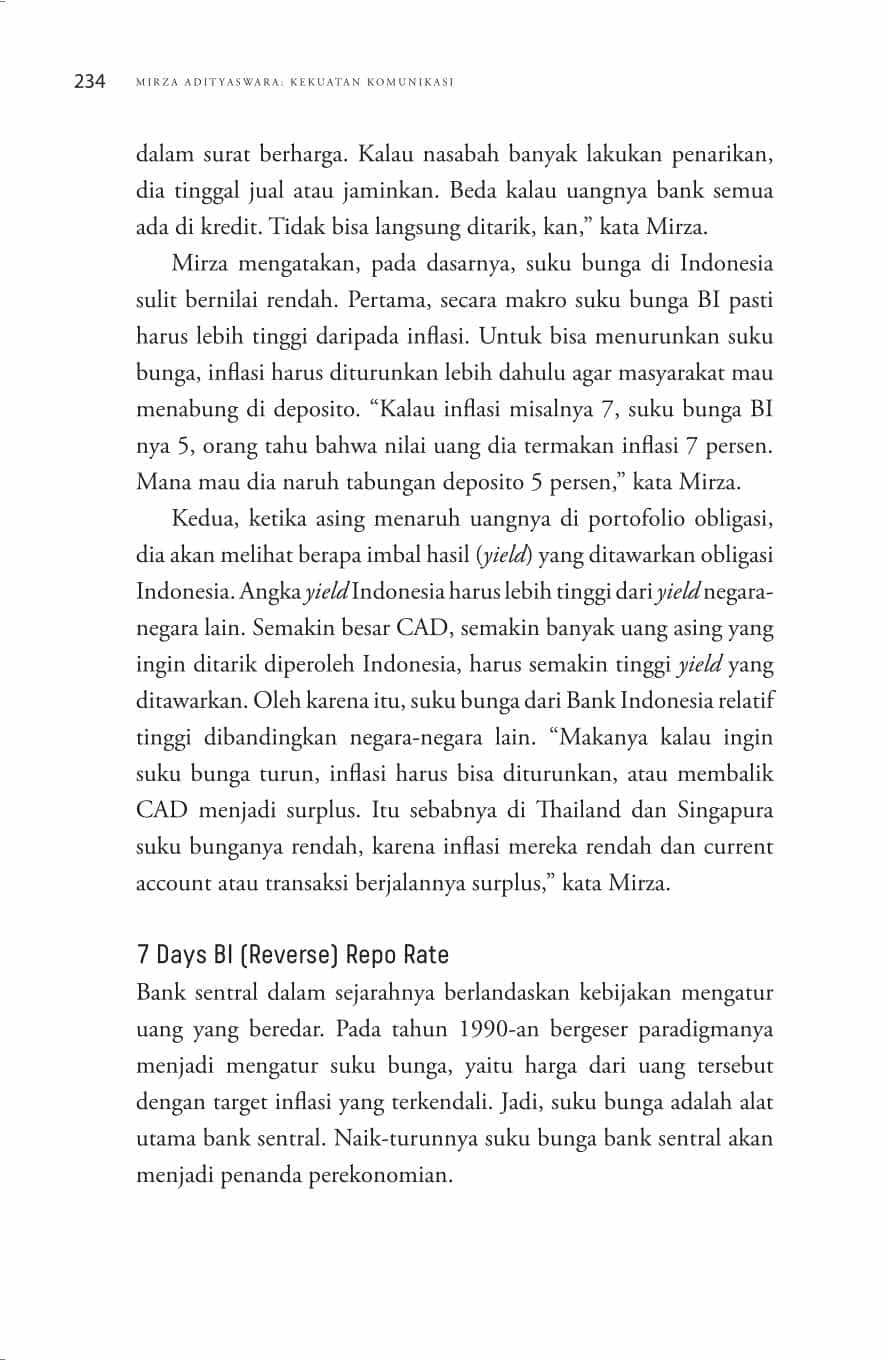 234 MIRZA ADITYASWARA: KEKUATAN KOMUNIKASI
dalam surat berharga. Kalau nasabah banyak lakukan penarikan,
dia tinggal jual atau jaminkan. Beda kalau uangnya bank semua
ada di kredit. Tidak bisa langsung ditarik, kan,” kata Mirza.
Mirza mengatakan, pada dasarnya, suku bunga di Indonesia
sulit bernilai rendah. Pertama, secara makro suku bunga BI pasti
harus lebih tinggi daripada inflasi. Untuk bisa menurunkan suku
bunga, inflasi harus diturunkan lebih dahulu agar masyarakat mau
menabung di deposito. “Kalau inflasi misalnya 7, suku bunga BI
nya 5, orang tahu bahwa nilai uang dia termakan inflasi 7 persen.
Mana mau dia naruh tabungan deposito 5 persen,” kata Mirza.
Kedua, ketika asing menaruh uangnya di portofolio obligasi,
dia akan melihat berapa imbal hasil (yield) yang ditawarkan obligasi
Indonesia. Angka yield Indonesia harus lebih tinggi dari yield negara-
negara lain. Semakin besar CAD, semakin banyak uang asing yang
ingin ditarik diperoleh Indonesia, harus semakin tinggi yield yang
ditawarkan. Oleh karena itu, suku bunga dari Bank Indonesia relatif
tinggi dibandingkan negara-negara lain. “Makanya kalau ingin
suku bunga turun, inflasi harus bisa diturunkan, atau membalik
CAD menjadi surplus. Itu sebabnya di Thailand dan Singapura
suku bunganya rendah, karena inflasi mereka rendah dan current
account atau transaksi berjalannya surplus,” kata Mirza.
7 Days BI (Reverse) Repo Rate
Bank sentral dalam sejarahnya berlandaskan kebijakan mengatur
uang yang beredar. Pada tahun 1990-an bergeser paradigmanya
menjadi mengatur suku bunga, yaitu harga dari uang tersebut
dengan target inflasi yang terkendali. Jadi, suku bunga adalah alat
utama bank sentral. Naik-turunnya suku bunga bank sentral akan
menjadi penanda perekonomian.